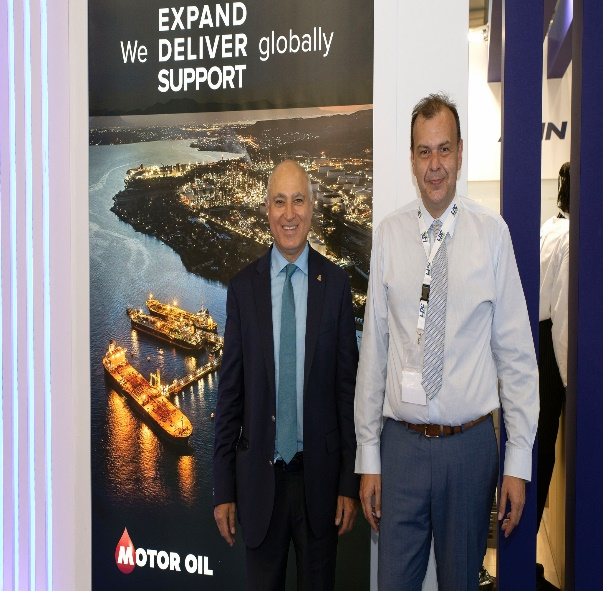 EXPAND
We DELIVER globally
SUPPORT
MOTOR OIL